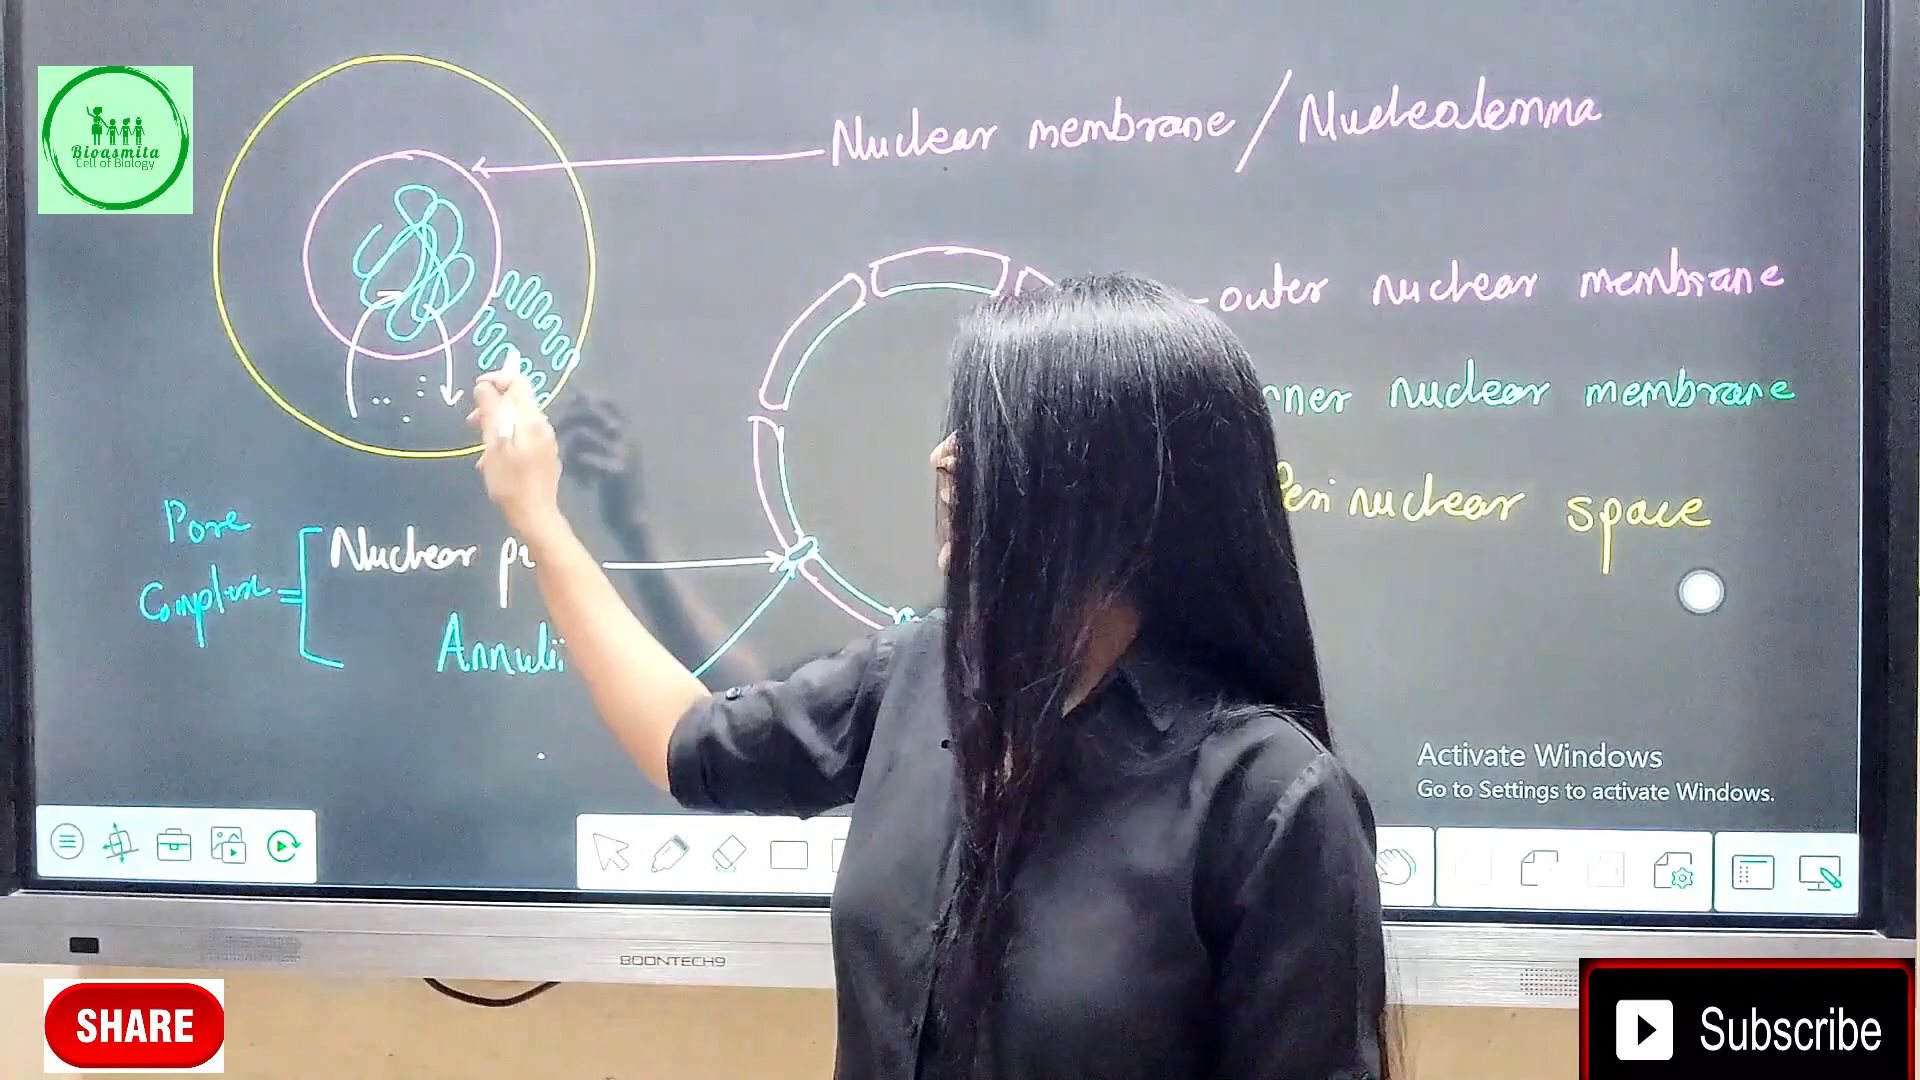 Bioasmita
Cell of Biology
Nuclear membrane / Nucleolemma
outer nuclear membrane
nner nuclear membrane
Peri nuclear space
Pore
Complex =
Nuclear p
Annuli
Activate Windows
Go to Settings to activate Windows.
BOONTECH9
SHARE
Subscribe